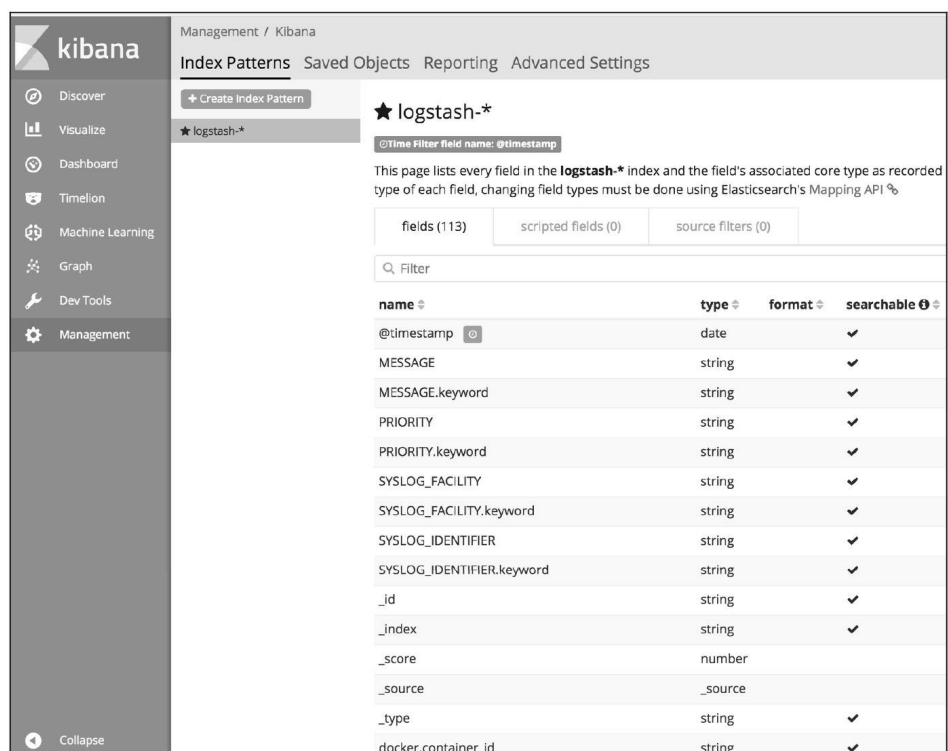 kibana
Discover
Visualize
Dashboard
Timelion
Machine Learning
Graph
Dev Tools
Management
Collapse
Management / Kibana
Index Patterns Saved Objects Reporting Advanced Settings
+ Create Index Pattern
★ logstash-*
★ logstash-*
Time Filter field name: @timestamp
This page lists every field in the logstash-* index and the field's associated core type as recorded
type of each field, changing field types must be done using Elasticsearch's Mapping API
fields (113) scripted fields (0) source filters (0)
Filter
name type format searchable
@timestamp date ✔
MESSAGE string ✔
MESSAGE.keyword string ✔
PRIORITY string ✔
PRIORITY.keyword string ✔
SYSLOG_FACILITY string ✔
SYSLOG_FACILITY.keyword string ✔
SYSLOG_IDENTIFIER string ✔
SYSLOG_IDENTIFIER.keyword string ✔
_id string ✔
_index string ✔
_score number
_source _source
_type string ✔
docker.container_id string ✔